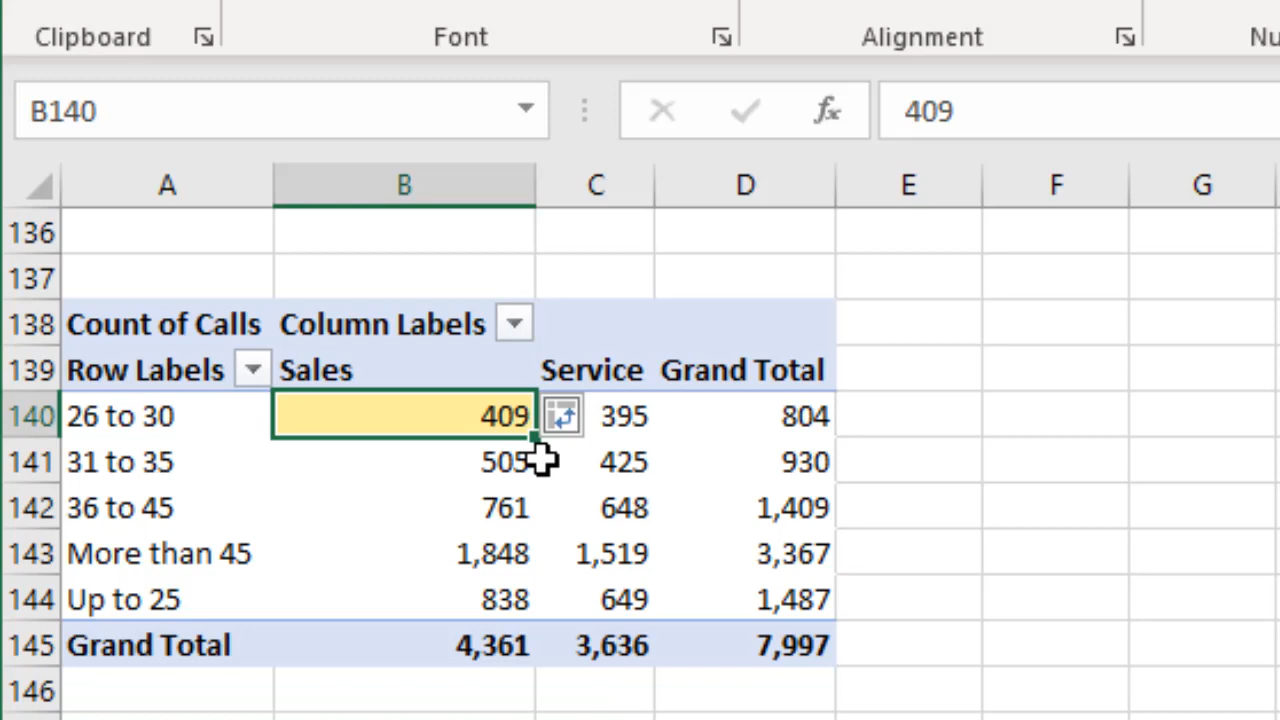 Clipboard Font Alignment Nu
B140 fx 409
A B C D E F G
136
137
138 Count of Calls Column Labels
139 Row Labels Sales Service Grand Total
140 26 to 30 409 395 804
141 31 to 35 505 425 930
142 36 to 45 761 648 1,409
143 More than 45 1,848 1,519 3,367
144 Up to 25 838 649 1,487
145 Grand Total 4,361 3,636 7,997
146